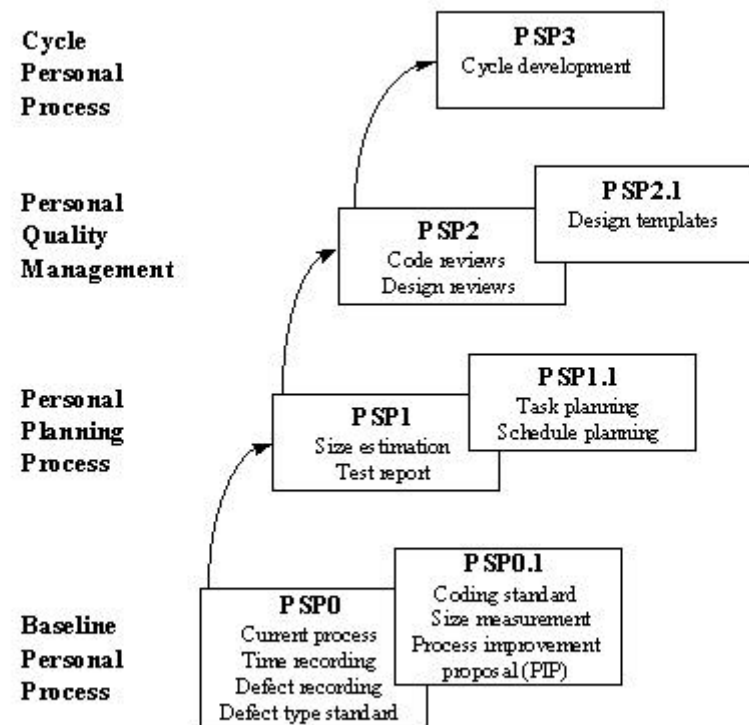 Cycle
Personal
Process
PSP3
Cycle development
Personal
Quality
Management
PSP2
Code reviews
Design reviews
PSP2.1
Design templates
Personal
Planning
Process
PSP1
Size estimation
Test report
PSP1.1
Task planning
Schedule planning
Baseline
Personal
Process
PSP0
Current process
Time recording
Defect recording
Defect type standard
PSP0.1
Coding standard
Size measurement
Process improvement
proposal (PIP)